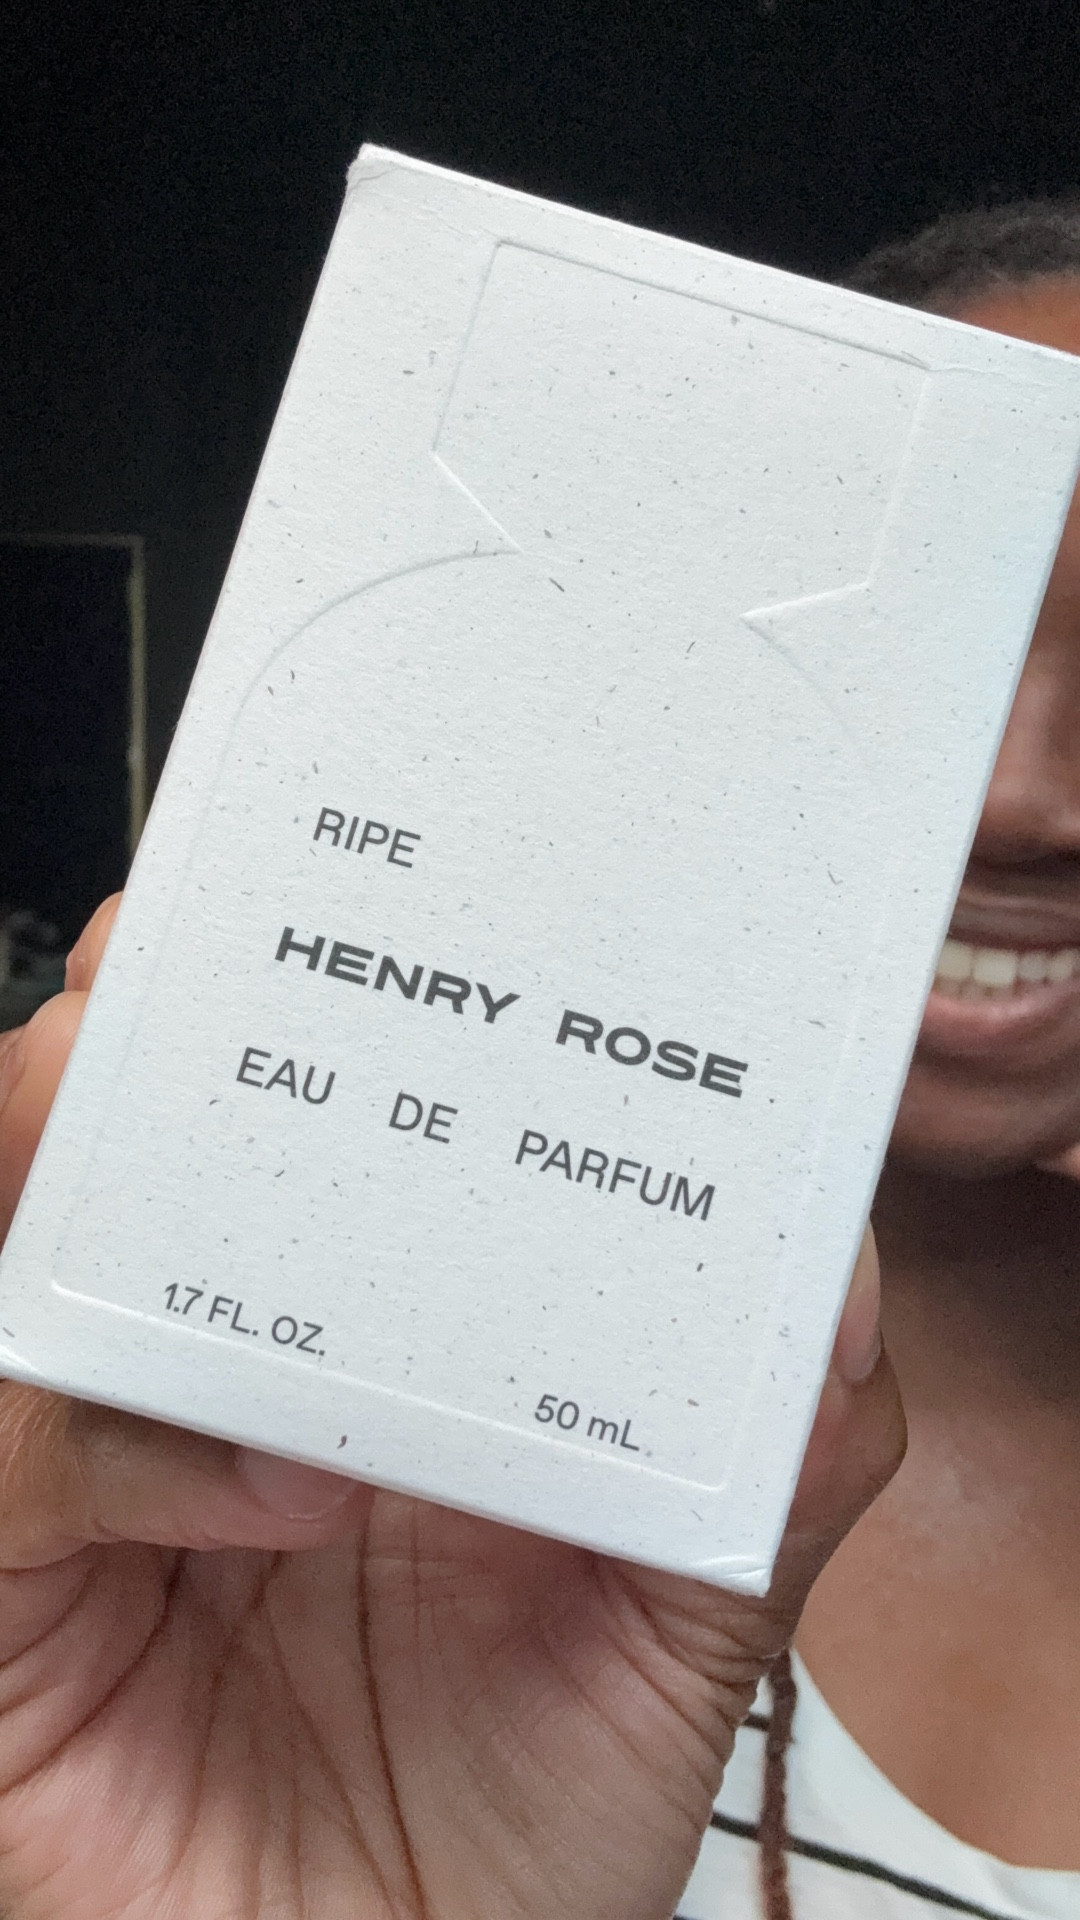 RIPE
HENRY ROSE
EAU DE PARFUM
1.7 FL. OZ.
50 mL